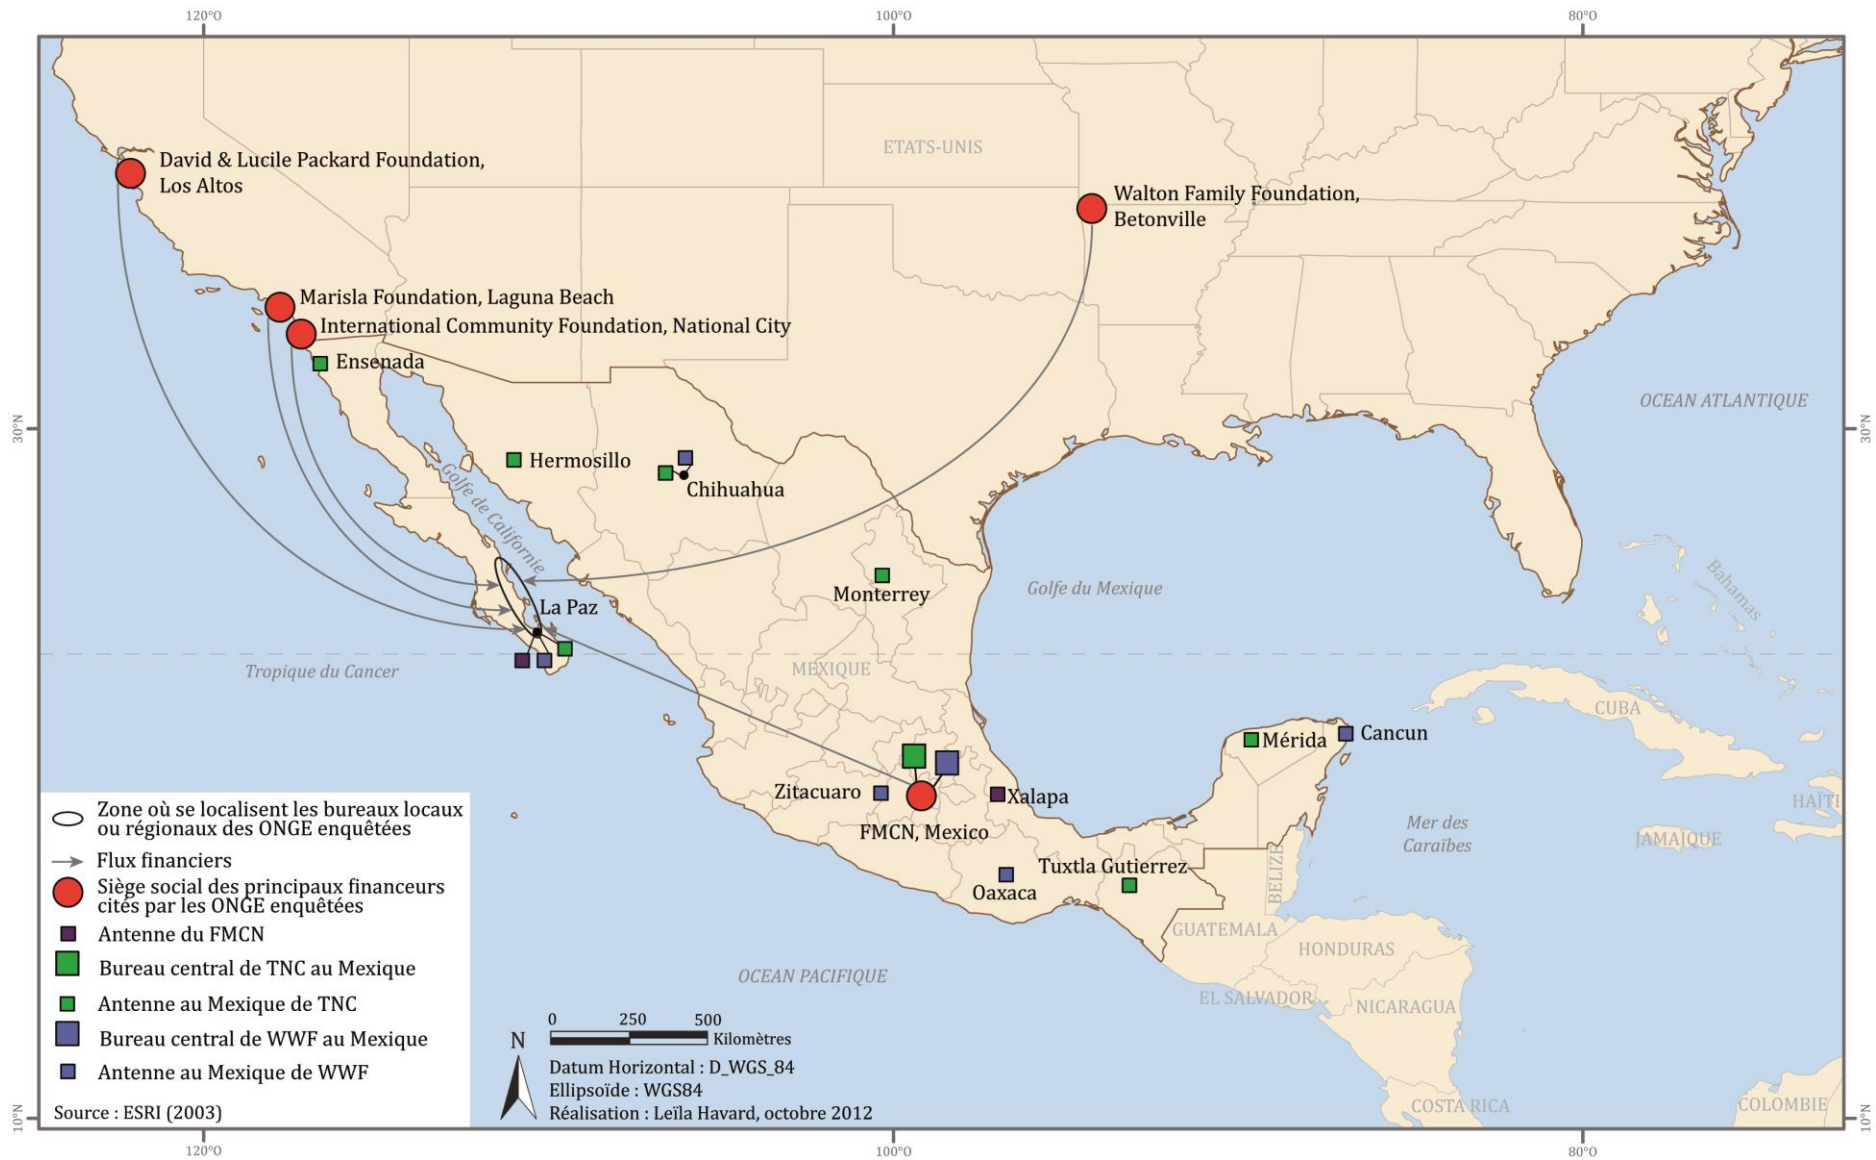 120°O
100°O
80°O
David & Lucile Packard Foundation,
Los Altos
ETATS-UNIS
Walton Family Foundation,
Betonville
Marisla Foundation, Laguna Beach
International Community Foundation, National City
Ensenada
OCEAN ATLANTIQUE
30°N
30°N
Hermosillo
Chihuahua
Golfe de Californie
Monterrey
Golfe du Mexique
Bahamas
La Paz
Tropique du Cancer
MEXIQUE
CUBA
Mérida
Cancun
Zitacuaro
Xalapa
HAÏTI
FMCN, Mexico
Mer des
Caraïbes
JAMAÏQUE
Tuxtla Gutierrez
Oaxaca
BELIZE
GUATEMALA
HONDURAS
OCEAN PACIFIQUE
EL SALVADOR
NICARAGUA
COSTA RICA
COLOMBIE
Zone où se localisent les bureaux locaux
ou régionaux des ONGE enquêtées
Flux financiers
Siège social des principaux financeurs
cités par les ONGE enquêtées
Antenne du FMCN
Bureau central de TNC au Mexique
Antenne au Mexique de TNC
Bureau central de WWF au Mexique
Antenne au Mexique de WWF
Source : ESRI (2003)
N
0 250 500
Kilomètres
Datum Horizontal : D_WGS_84
Ellipsoïde : WGS84
Réalisation : Leïla Havard, octobre 2012
10°N
10°N
120°O
100°O
80°O